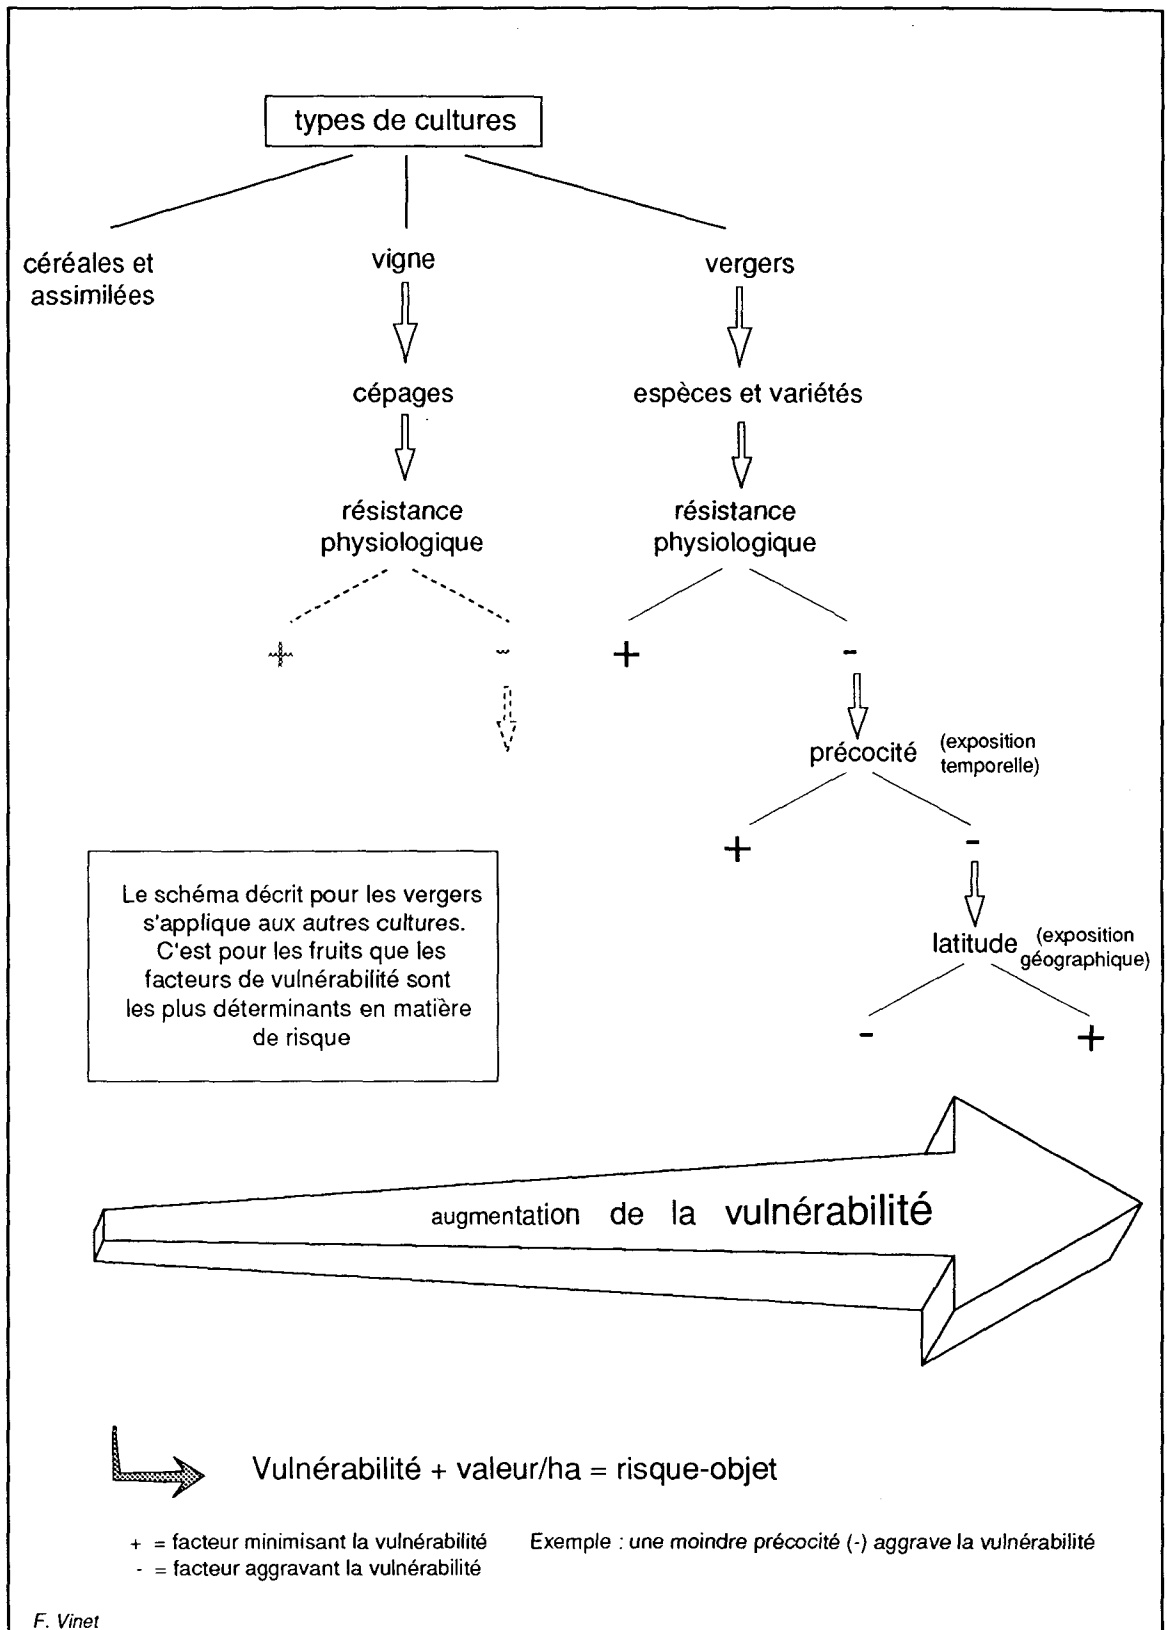 types de cultures
céréales et
assimilées
vigne
vergers
cépages
espèces et variétés
résistance
physiologique
résistance
physiologique
+
-
+
-
précocité
(exposition
temporelle)
+
-
latitude
(exposition
géographique)
-
+
Le schéma décrit pour les vergers
s'applique aux autres cultures.
C'est pour les fruits que les
facteurs de vulnérabilité sont
les plus déterminants en matière
de risque
augmentation de la vulnérabilité
Vulnérabilité + valeur/ha = risque-objet
+ = facteur minimisant la vulnérabilité
- = facteur aggravant la vulnérabilité
Exemple : une moindre précocité (-) aggrave la vulnérabilité
F. Vinet